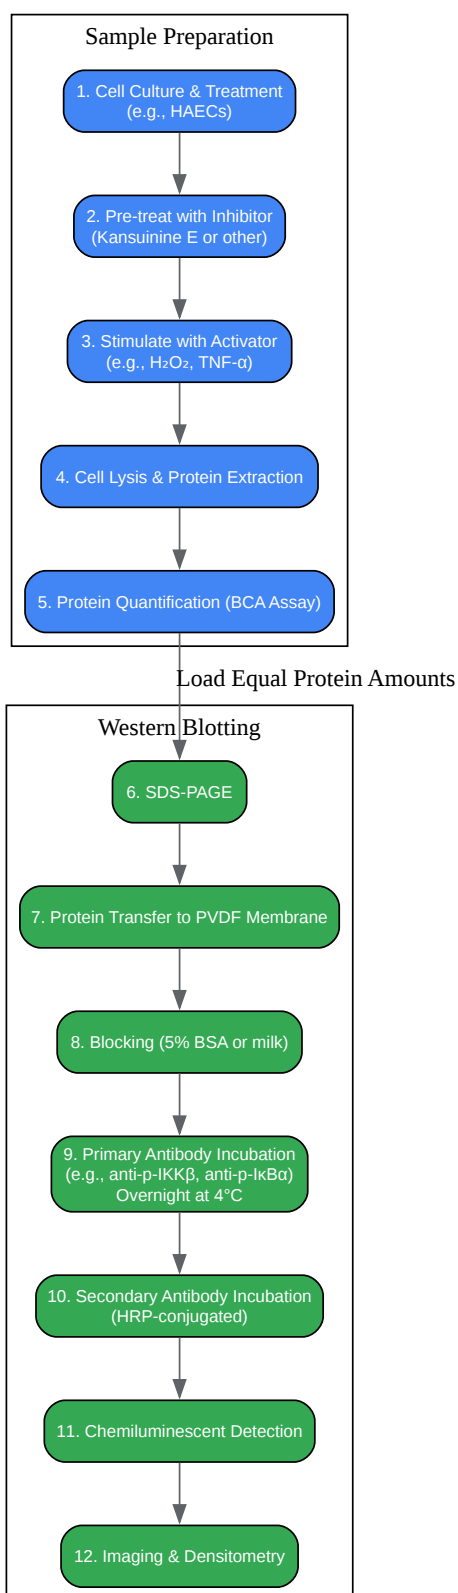 Sample Preparation
1. Cell Culture & Treatment
(e.g., HAECs)
2. Pre-treat with Inhibitor
(Kansuinine E or other)
3. Stimulate with Activator
(e.g., H₂O₂, TNF-α)
4. Cell Lysis & Protein Extraction
5. Protein Quantification (BCA Assay)
Load Equal Protein Amounts
Western Blotting
6. SDS-PAGE
7. Protein Transfer to PVDF Membrane
8. Blocking (5% BSA or milk)
9. Primary Antibody Incubation
(e.g., anti-p-IKKβ, anti-p-IκBα)
Overnight at 4°C
10. Secondary Antibody Incubation
(HRP-conjugated)
11. Chemiluminescent Detection
12. Imaging & Densitometry